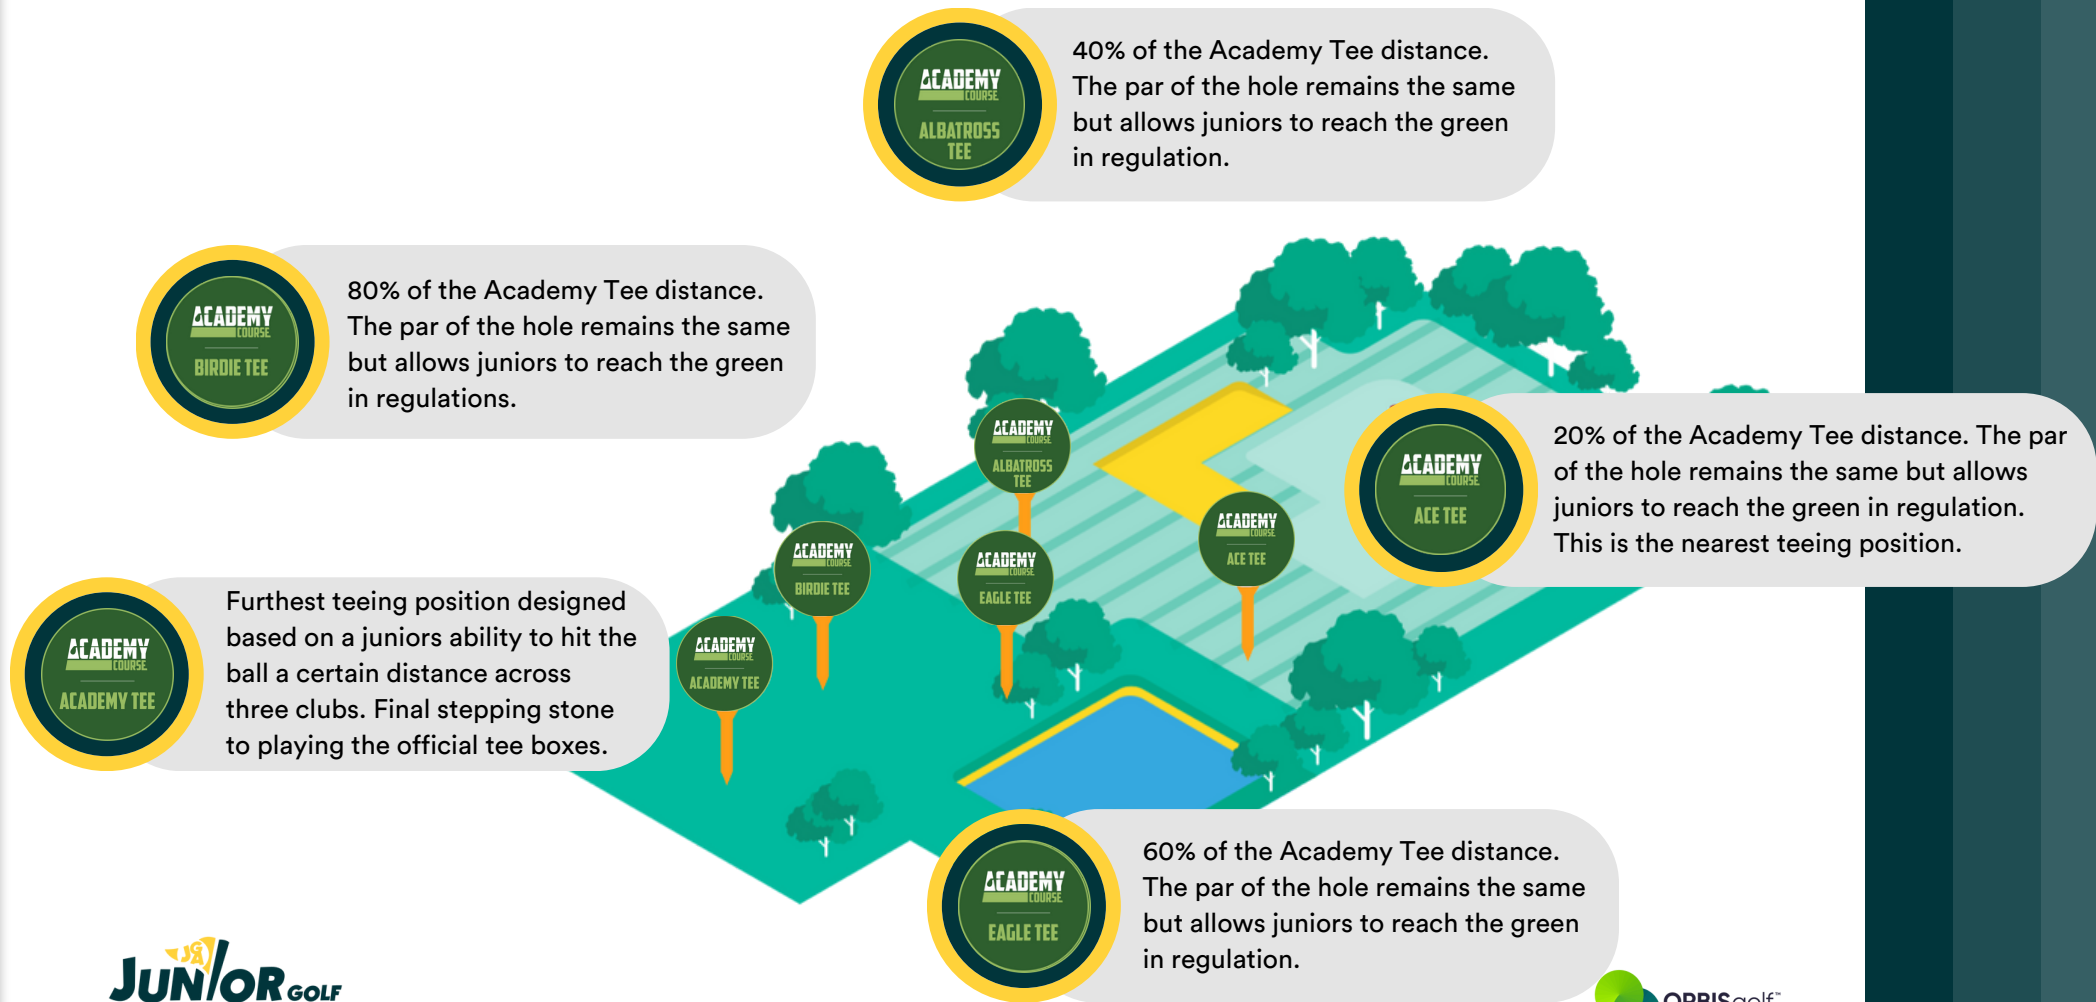 ACADEMY
COURSE
ALBATROSS
TEE
40% of the Academy Tee distance.
The par of the hole remains the same
but allows juniors to reach the green
in regulation.
ACADEMY
COURSE
BIRDIE TEE
80% of the Academy Tee distance.
The par of the hole remains the same
but allows juniors to reach the green
in regulations.
ACADEMY
COURSE
ALBATROSS
TEE
ACADEMY
COURSE
ACE TEE
20% of the Academy Tee distance. The par
of the hole remains the same but allows
juniors to reach the green in regulation.
This is the nearest teeing position.
ACADEMY
COURSE
ACE TEE
ACADEMY
COURSE
BIRDIE TEE
ACADEMY
COURSE
EAGLE TEE
ACADEMY
COURSE
ACADEMY TEE
Furthest teeing position designed
based on a juniors ability to hit the
ball a certain distance across
three clubs. Final stepping stone
to playing the official tee boxes.
ACADEMY
COURSE
ACADEMY TEE
ACADEMY
COURSE
EAGLE TEE
60% of the Academy Tee distance.
The par of the hole remains the same
but allows juniors to reach the green
in regulation.
JGA
JUNIOR GOLF
ORBISgolf™